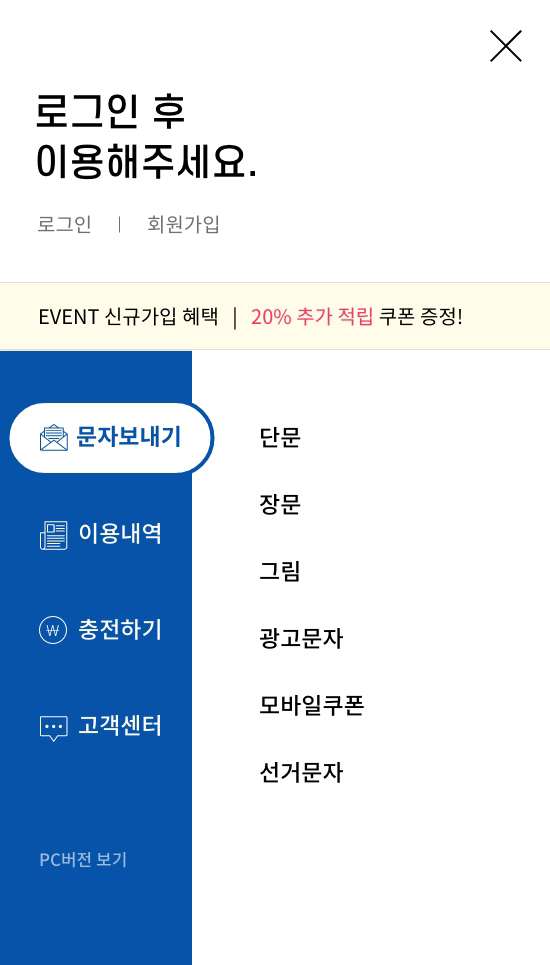 로그인 후
이용해주세요.
로그인 | 회원가입
EVENT 신규가입 혜택 | 20% 추가 적립 쿠폰 증정!
문자보내기
이용내역
₩ 충전하기
고객센터
PC버전 보기
단문
장문
그림
광고문자
모바일쿠폰
선거문자